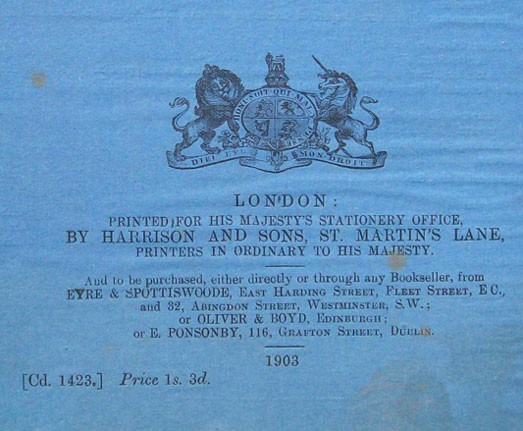 HONI SOIT QUI MAL
DIEU ET MON DROIT
LONDON:
PRINTED FOR HIS MAJESTY'S STATIONERY OFFICE,
BY HARRISON AND SONS, ST. MARTIN'S LANE,
PRINTERS IN ORDINARY TO HIS MAJESTY.
And to be purchased, either directly or through any Bookseller, from
EYRE & SPOTTISWOODE, EAST HARDING STREET, FLEET STREET, E.C.,
and 32, ABINGDON STREET, WESTMINSTER, S.W.;
or OLIVER & BOYD, EDINBURGH;
or E. PONSONBY, 116, GRAFTON STREET, DUBLIN.
1903
[Cd. 1423.] Price 1s. 3d.